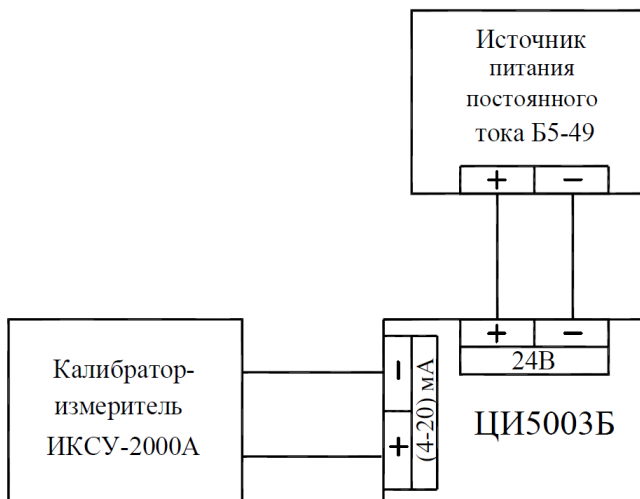 Источник
питания
постоянного
тока Б5-49
+ −
+ −
24В
Калибратор-
измеритель
ИКСУ-2000А
− +
(4-20) мА
ЦИ5003Б